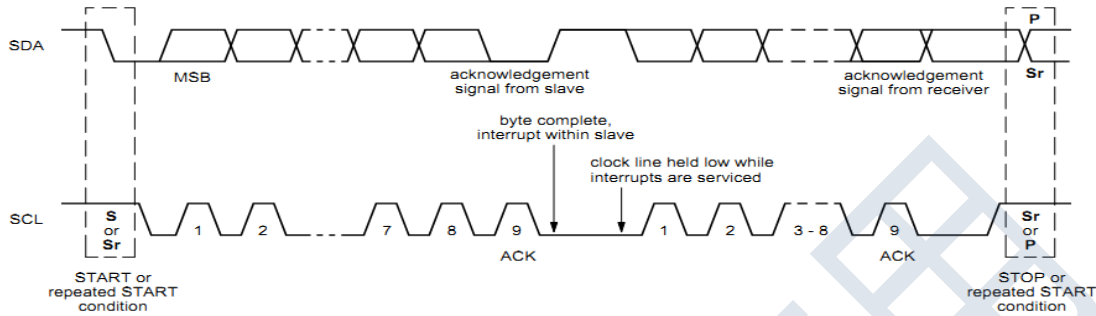 P
SDA
MSB
acknowledgement
signal from slave
acknowledgement
signal from receiver
Sr
byte complete,
interrupt within slave
clock line held low while
interrupts are serviced
SCL
S
or
Sr
1 2 7 8 9 1 2 3 - 8 9
Sr
or
P
ACK ACK
START or
repeated START
condition
STOP or
repeated START
condition